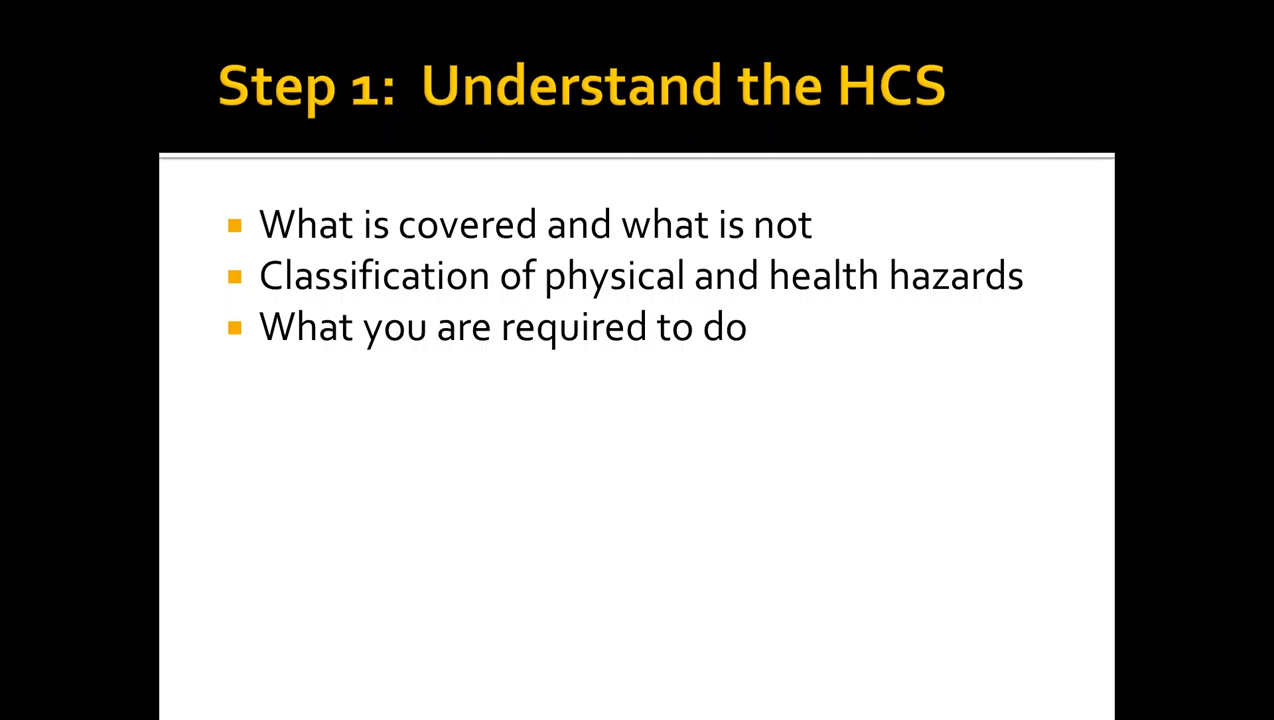 Step 1: Understand the HCS
What is covered and what is not
Classification of physical and health hazards
What you are required to do